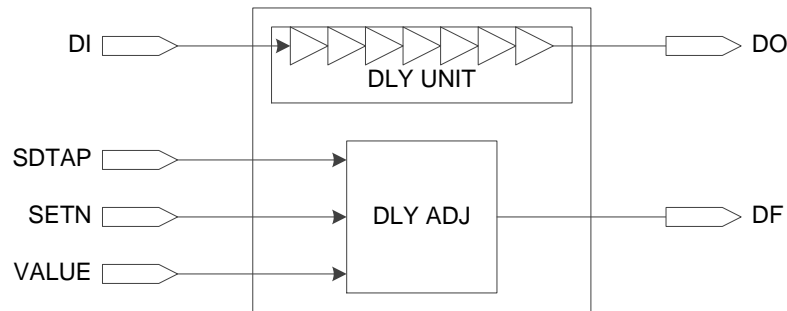 DI
DO
DLY UNIT
SDTAP
SETN
DLY ADJ
DF
VALUE